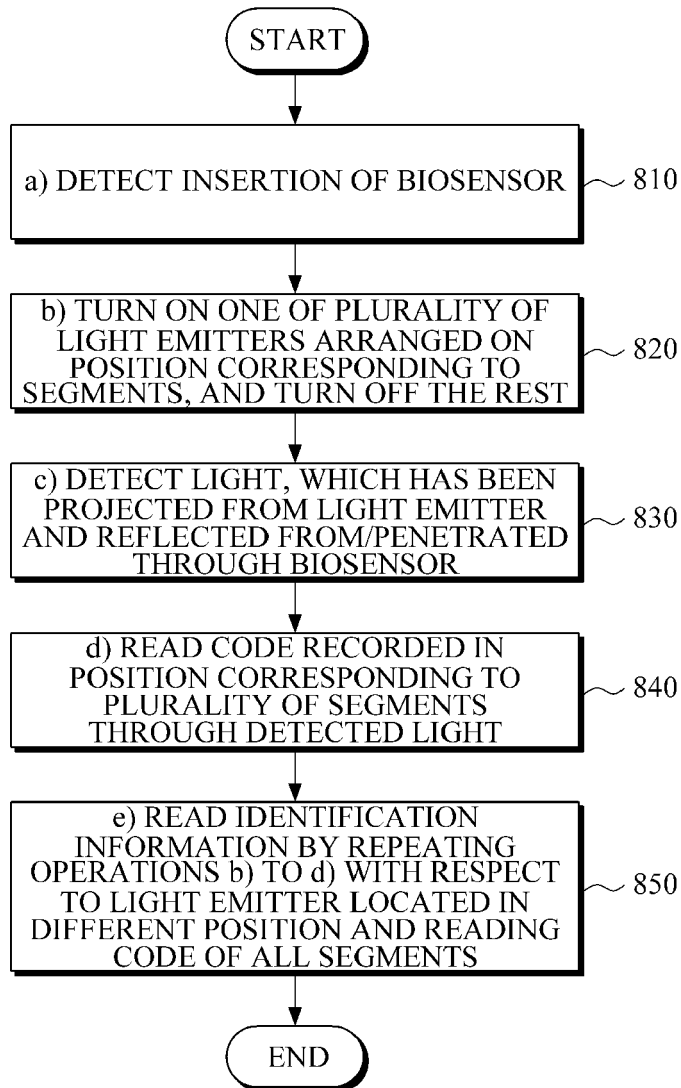 START
a) DETECT INSERTION OF BIOSENSOR
810
b) TURN ON ONE OF PLURALITY OF
LIGHT EMITTERS ARRANGED ON
POSITION CORRESPONDING TO
SEGMENTS, AND TURN OFF THE REST
820
c) DETECT LIGHT, WHICH HAS BEEN
PROJECTED FROM LIGHT EMITTER
AND REFLECTED FROM/PENETRATED
THROUGH BIOSENSOR
830
d) READ CODE RECORDED IN
POSITION CORRESPONDING TO
PLURALITY OF SEGMENTS
THROUGH DETECTED LIGHT
840
e) READ IDENTIFICATION
INFORMATION BY REPEATING
OPERATIONS b) TO d) WITH RESPECT
TO LIGHT EMITTER LOCATED IN
DIFFERENT POSITION AND READING
CODE OF ALL SEGMENTS
850
END